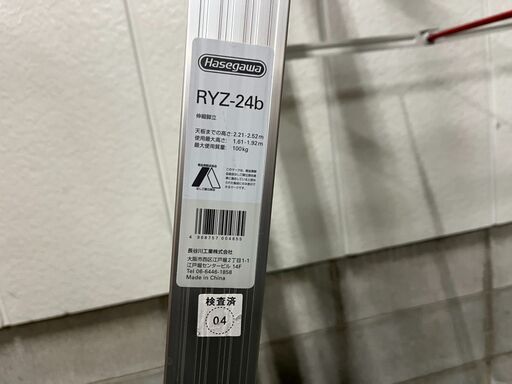 Hasegawa
RYZ-24b
伸縮脚立
天板までの高さ: 2.21-2.52m
使用最大高さ: 1.61-1.92m
最大使用質量: 100kg
4 968757 604655
長谷川工業株式会社
大阪市西区江戸堀2丁目1-1
江戸堀センタービル 14F
Tel 06-6446-1858
Made in China
検査済
04